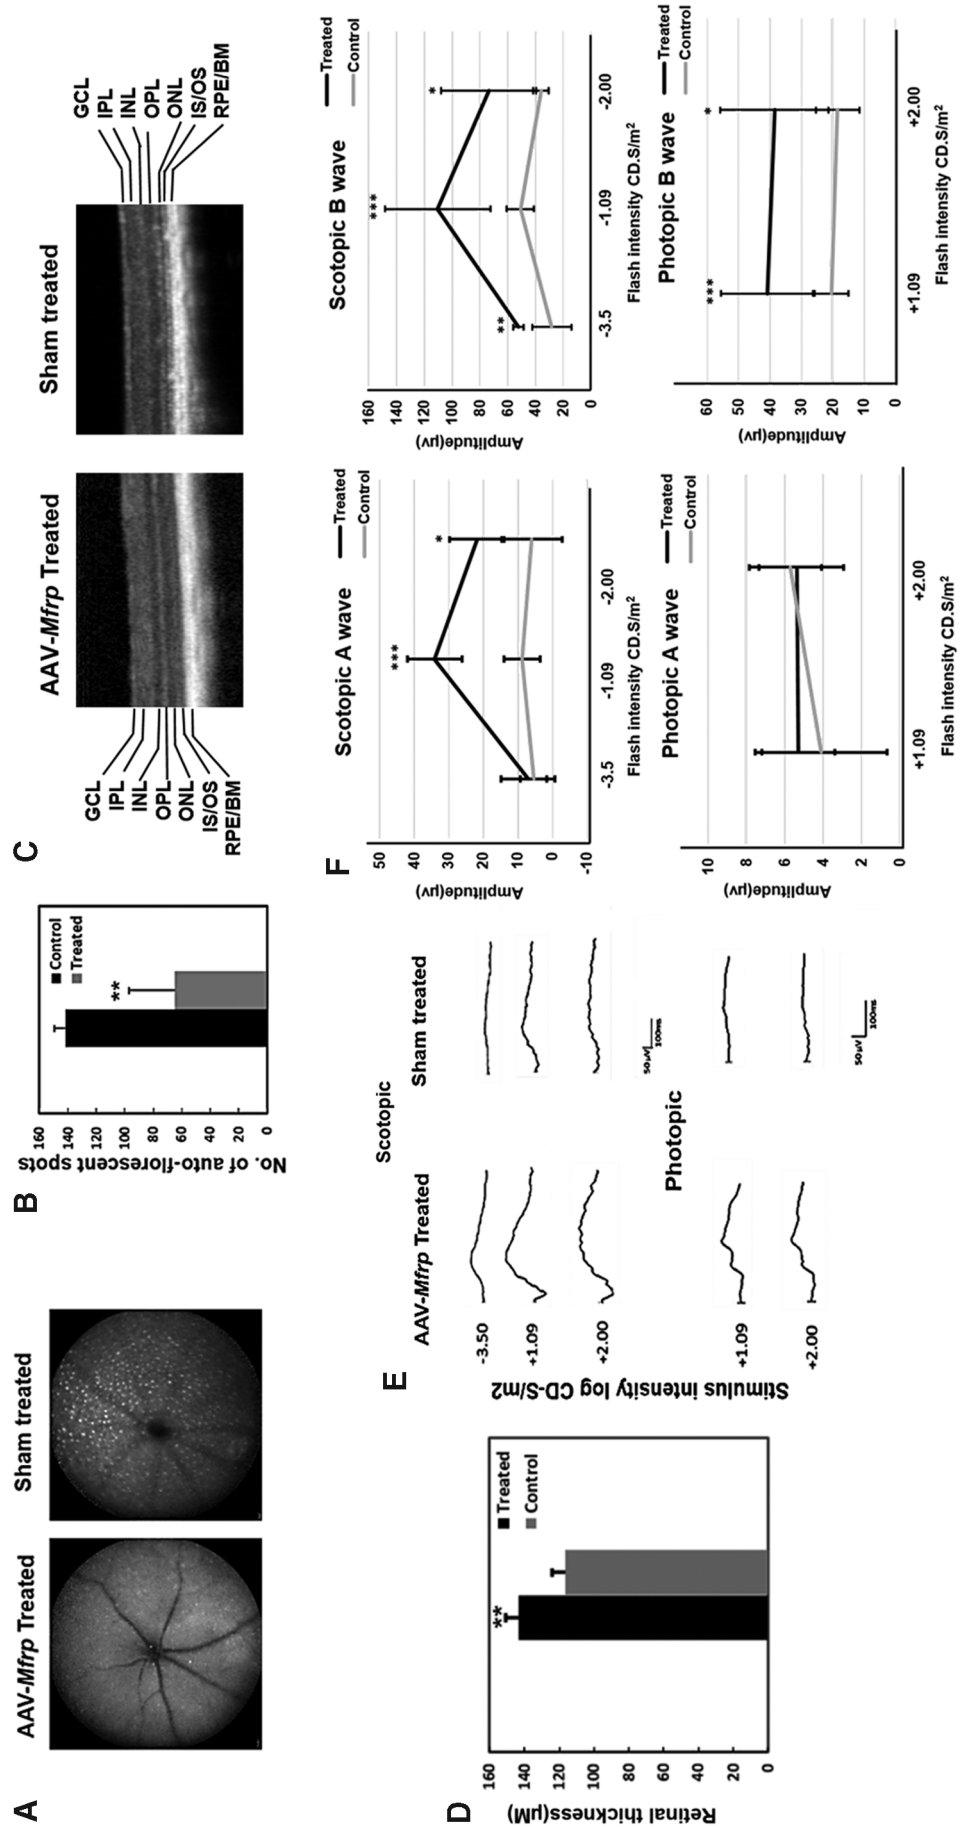 A
AAV-Mfrp Treated
Sham treated
B
No. of auto-florescent spots
160
140
120
100
80
60
40
20
0
**
Control
Treated
C
AAV-Mfrp Treated
Sham treated
GCL
IPL
INL
OPL
ONL
IS/OS
RPE/BM
GCL
IPL
INL
OPL
ONL
IS/OS
RPE/BM
D
Retinal thickness(µM)
160
140
120
100
80
60
40
20
0
**
Treated
Control
E
Scotopic
AAV-Mfrp Treated
Sham treated
Stimulus intensity log CD-S/m2
-3.50
+1.09
+2.00
50µV
100ms
Photopic
+1.09
+2.00
50µV
100ms
F
Scotopic A wave
Treated
Control
Amplitude(µv)
50
40
30
20
10
0
-10
***
*
-3.5
-1.09
-2.00
Flash intensity CD.S/m²
Scotopic B wave
Treated
Control
Amplitude(µv)
160
140
120
100
80
60
40
20
0
**
***
*
-3.5
-1.09
-2.00
Flash intensity CD.S/m²
Photopic A wave
Treated
Control
Amplitude(µv)
10
8
6
4
2
0
+1.09
+2.00
Flash intensity CD.S/m²
Photopic B wave
Treated
Control
Amplitude(µv)
60
50
40
30
20
10
0
***
*
+1.09
+2.00
Flash intensity CD.S/m²